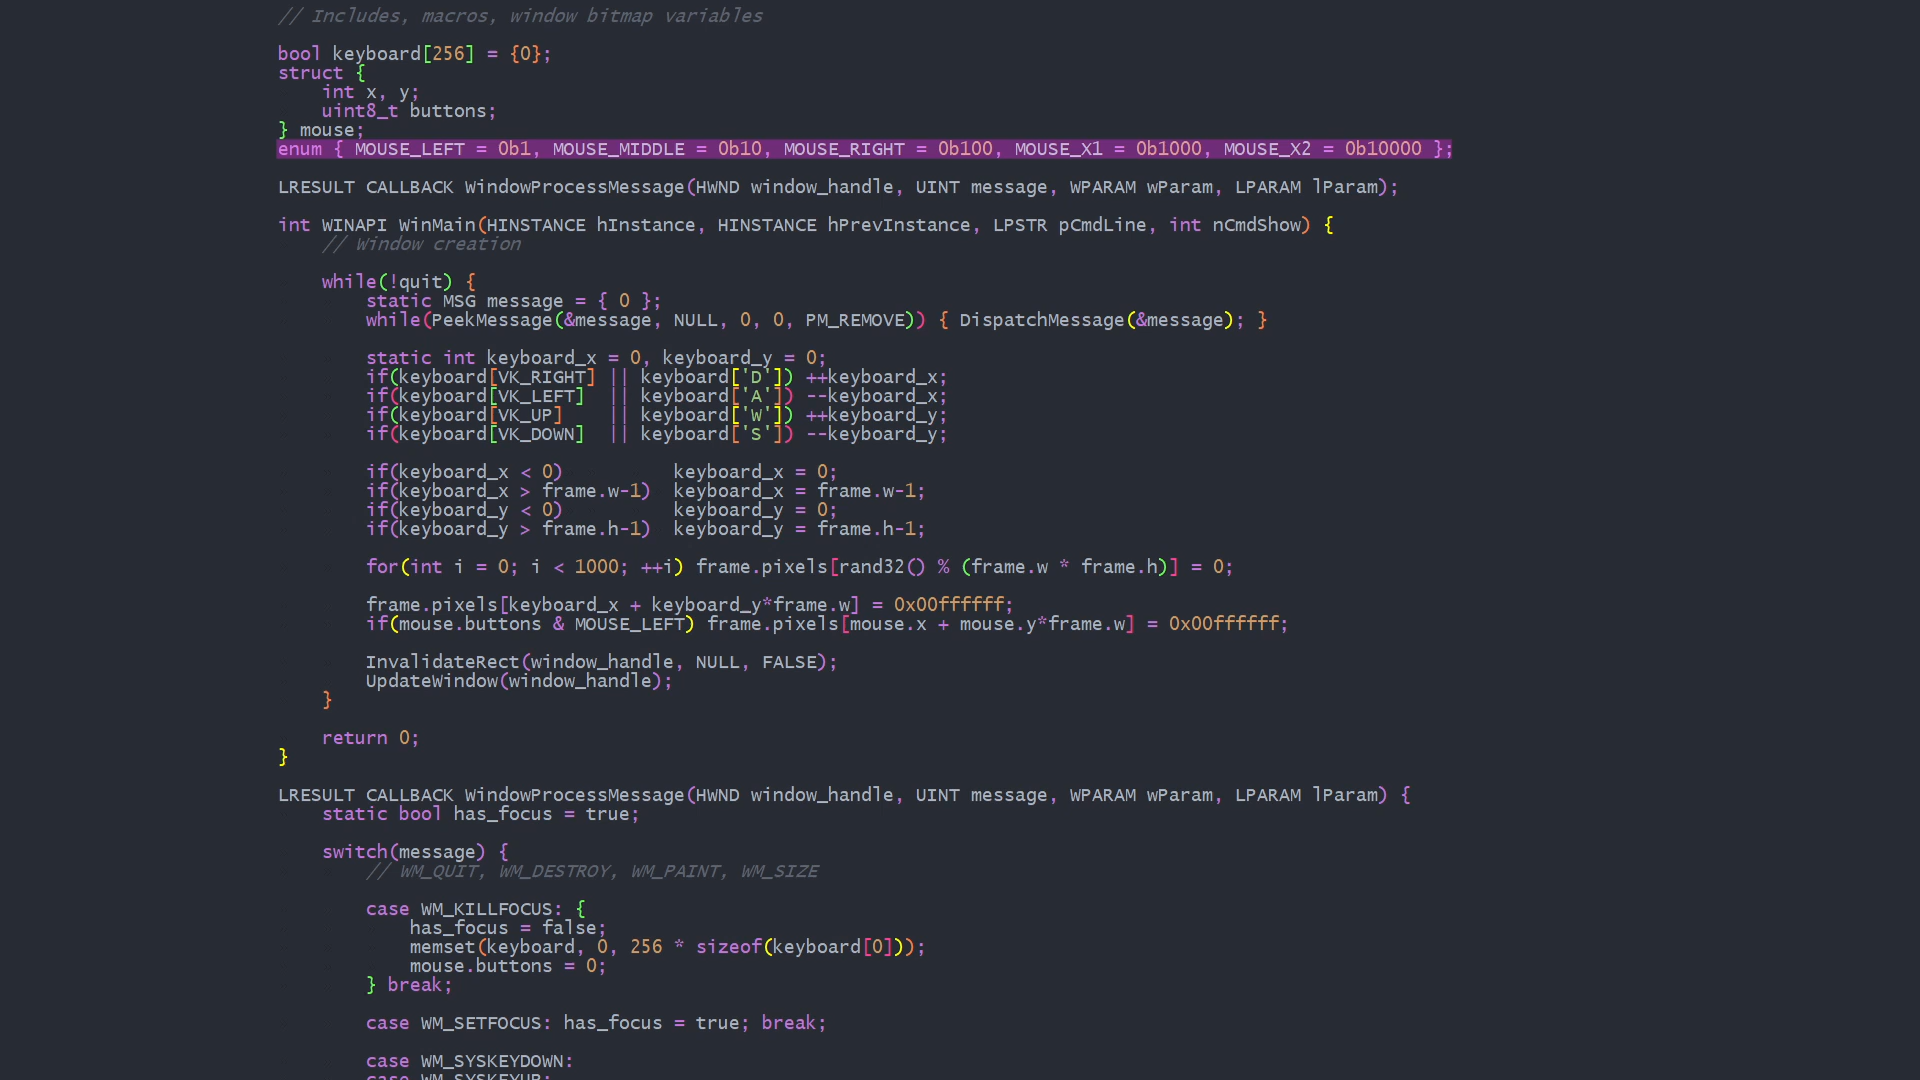 // Includes, macros, window bitmap variables
bool keyboard[256] = {0};
struct {
    int x, y;
    uint8_t buttons;
} mouse;
enum { MOUSE_LEFT = 0b1, MOUSE_MIDDLE = 0b10, MOUSE_RIGHT = 0b100, MOUSE_X1 = 0b1000, MOUSE_X2 = 0b10000 };
LRESULT CALLBACK WindowProcessMessage(HWND window_handle, UINT message, WPARAM wParam, LPARAM lParam);
int WINAPI WinMain(HINSTANCE hInstance, HINSTANCE hPrevInstance, LPSTR pCmdLine, int nCmdShow) {
    // Window creation
    while(!quit) {
        static MSG message = { 0 };
        while(PeekMessage(&message, NULL, 0, 0, PM_REMOVE)) { DispatchMessage(&message); }
        static int keyboard_x = 0, keyboard_y = 0;
        if(keyboard[VK_RIGHT] || keyboard['D']) ++keyboard_x;
        if(keyboard[VK_LEFT]  || keyboard['A']) --keyboard_x;
        if(keyboard[VK_UP]    || keyboard['W']) ++keyboard_y;
        if(keyboard[VK_DOWN]  || keyboard['S']) --keyboard_y;
        if(keyboard_x < 0)          keyboard_x = 0;
        if(keyboard_x > frame.w-1)  keyboard_x = frame.w-1;
        if(keyboard_y < 0)          keyboard_y = 0;
        if(keyboard_y > frame.h-1)  keyboard_y = frame.h-1;
        for(int i = 0; i < 1000; ++i) frame.pixels[rand32() % (frame.w * frame.h)] = 0;
        frame.pixels[keyboard_x + keyboard_y*frame.w] = 0x00ffffff;
        if(mouse.buttons & MOUSE_LEFT) frame.pixels[mouse.x + mouse.y*frame.w] = 0x00ffffff;
        InvalidateRect(window_handle, NULL, FALSE);
        UpdateWindow(window_handle);
    }
    return 0;
}
LRESULT CALLBACK WindowProcessMessage(HWND window_handle, UINT message, WPARAM wParam, LPARAM lParam) {
    static bool has_focus = true;
    switch(message) {
        // WM_QUIT, WM_DESTROY, WM_PAINT, WM_SIZE
        case WM_KILLFOCUS: {
            has_focus = false;
            memset(keyboard, 0, 256 * sizeof(keyboard[0]));
            mouse.buttons = 0;
        } break;
        case WM_SETFOCUS: has_focus = true; break;
        case WM_SYSKEYDOWN:
        case WM_SYSKEYUP: